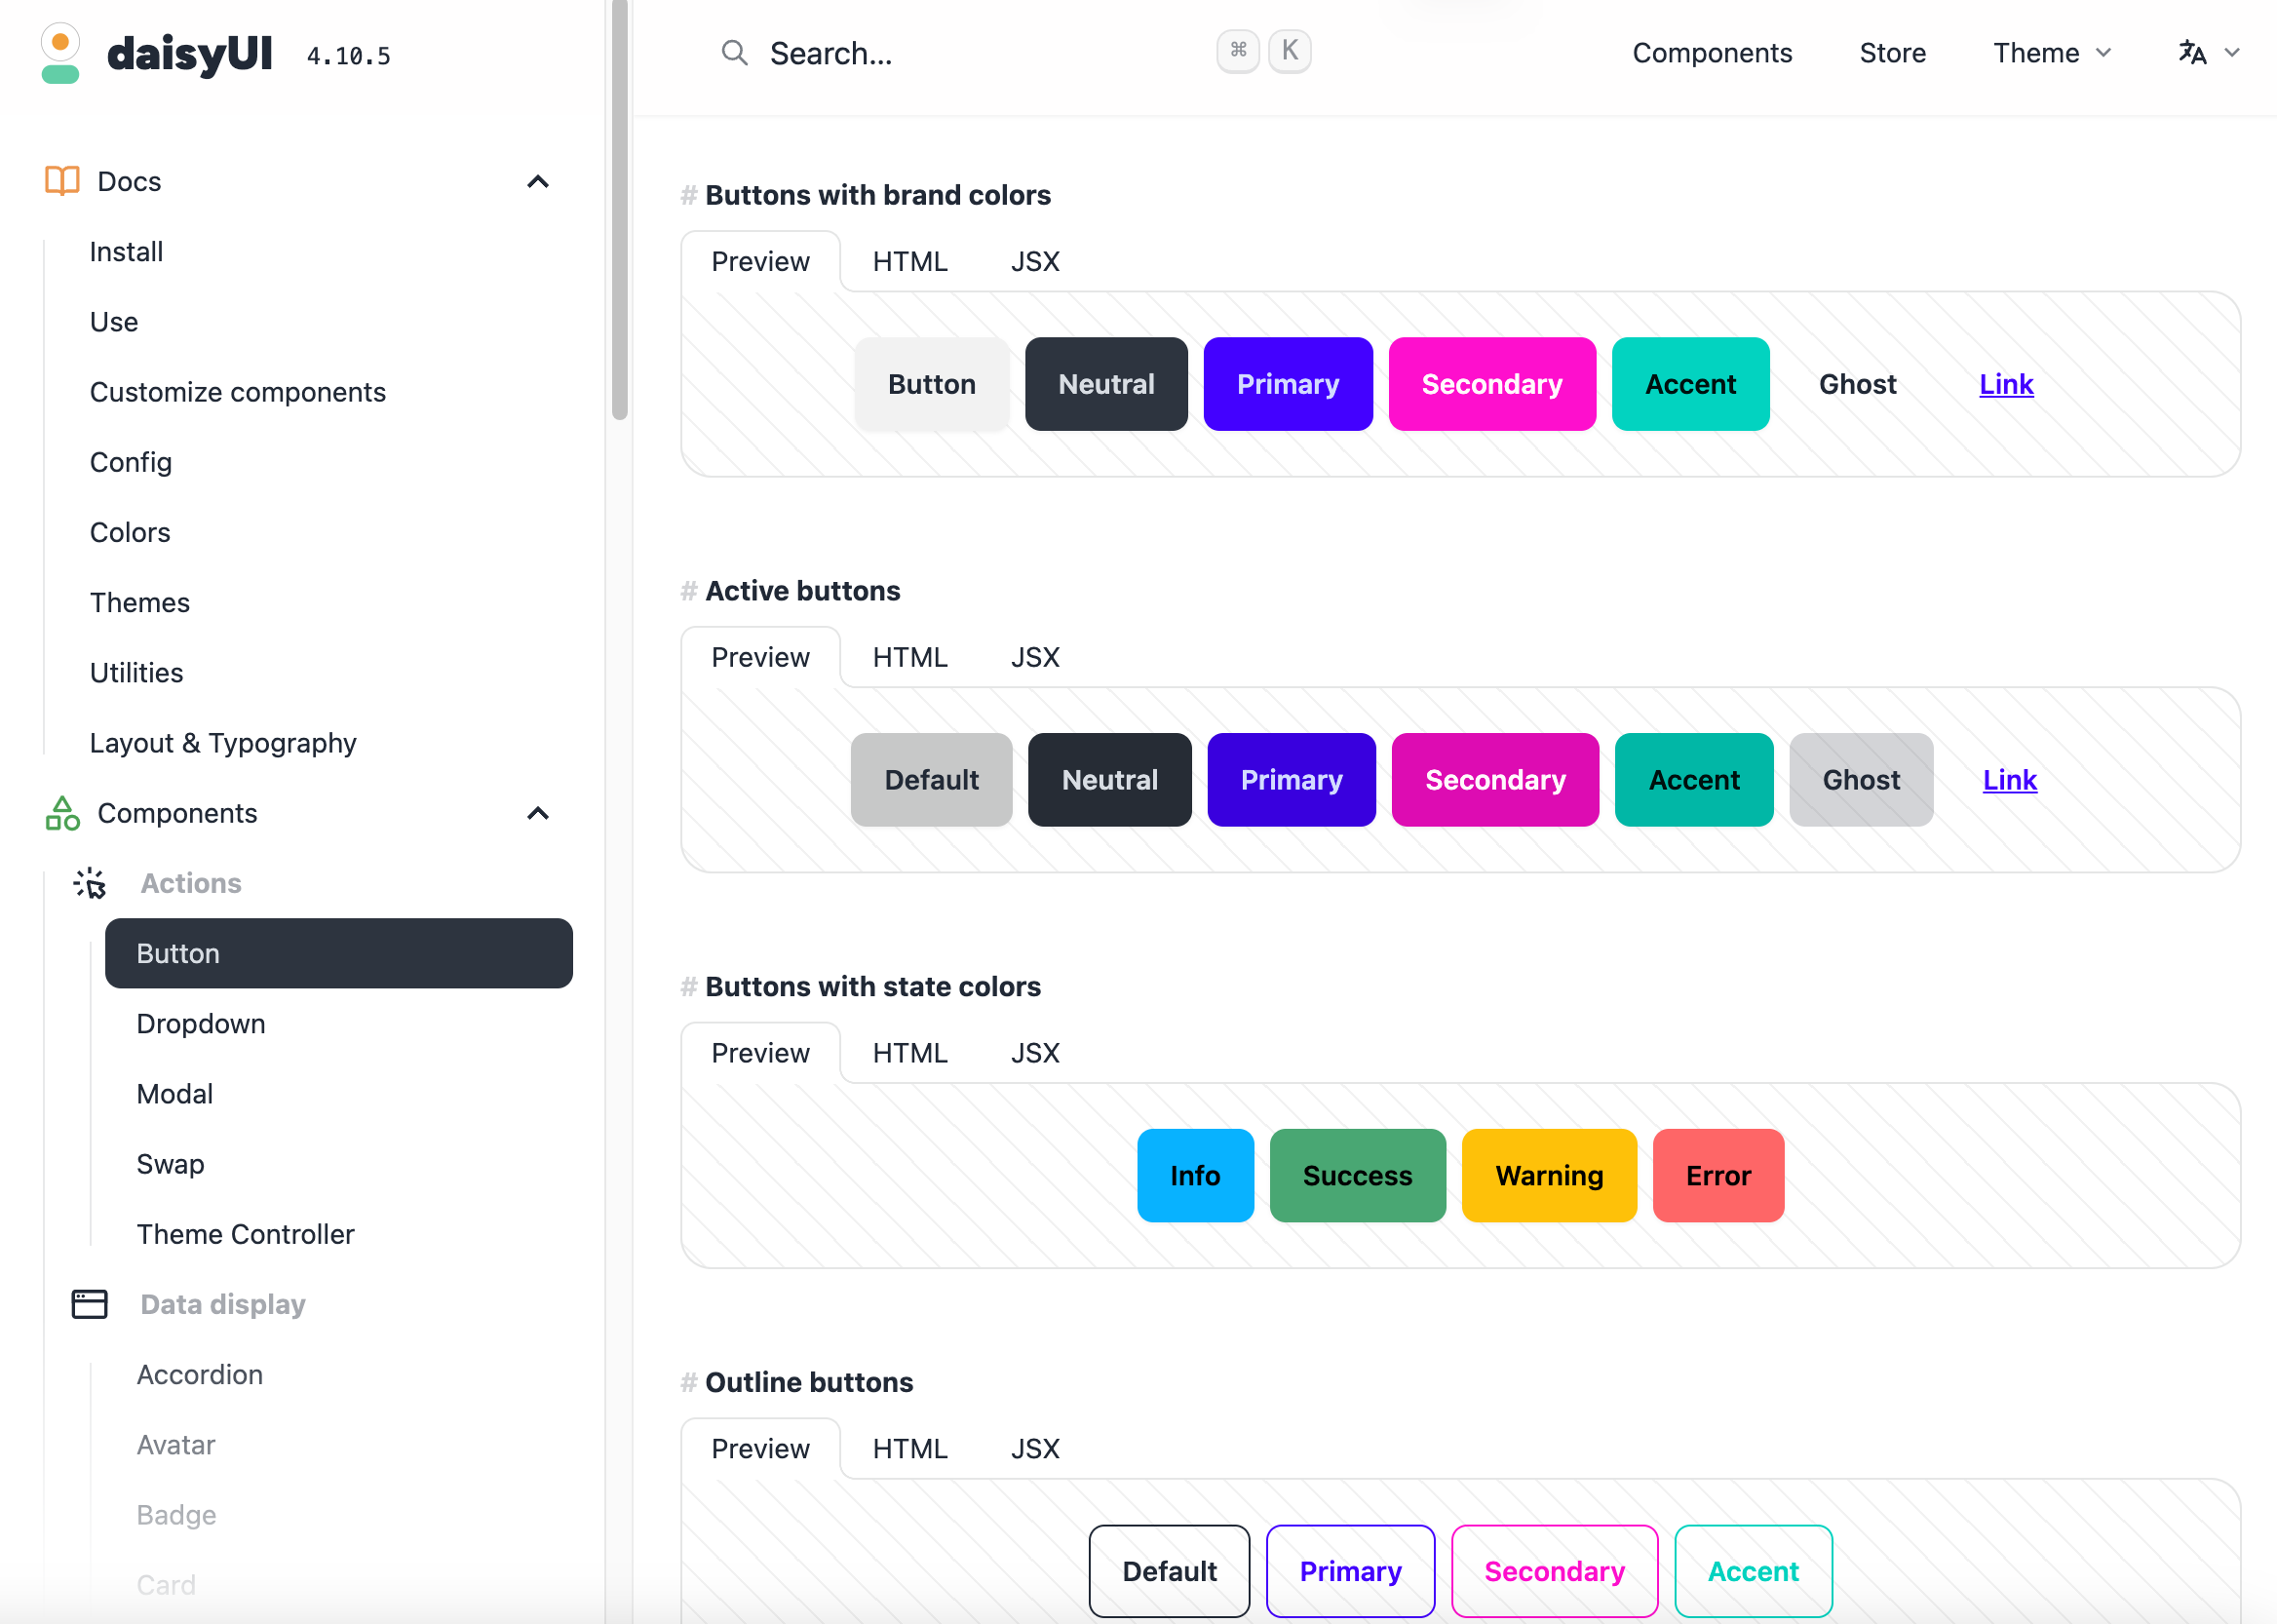 daisyUI 4.10.5
Search...
⌘ K
Components
Store
Theme
Docs
Install
Use
Customize components
Config
Colors
Themes
Utilities
Layout & Typography
Components
Actions
Button
Dropdown
Modal
Swap
Theme Controller
Data display
Accordion
Avatar
Badge
Card
# Buttons with brand colors
Preview HTML JSX
Button Neutral Primary Secondary Accent Ghost Link
# Active buttons
Preview HTML JSX
Default Neutral Primary Secondary Accent Ghost Link
# Buttons with state colors
Preview HTML JSX
Info Success Warning Error
# Outline buttons
Preview HTML JSX
Default Primary Secondary Accent